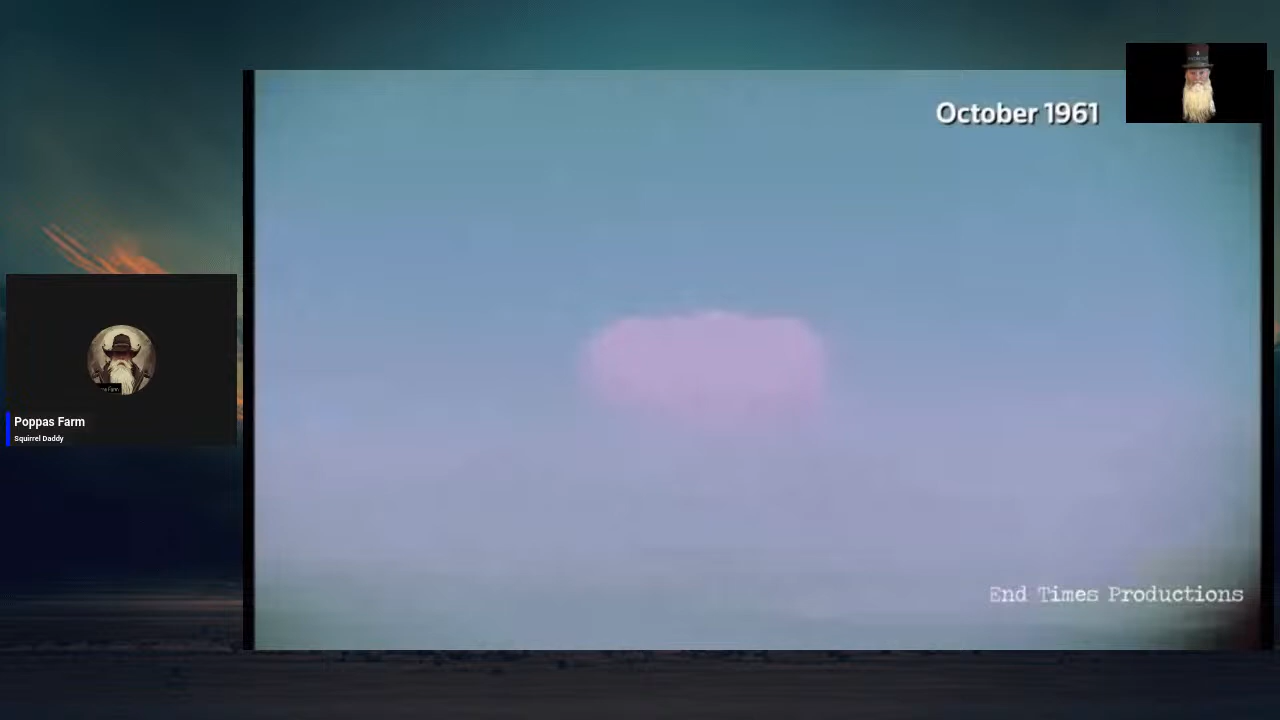 October 1961
Poppas Farm
Squirrel Daddy
End Times Productions